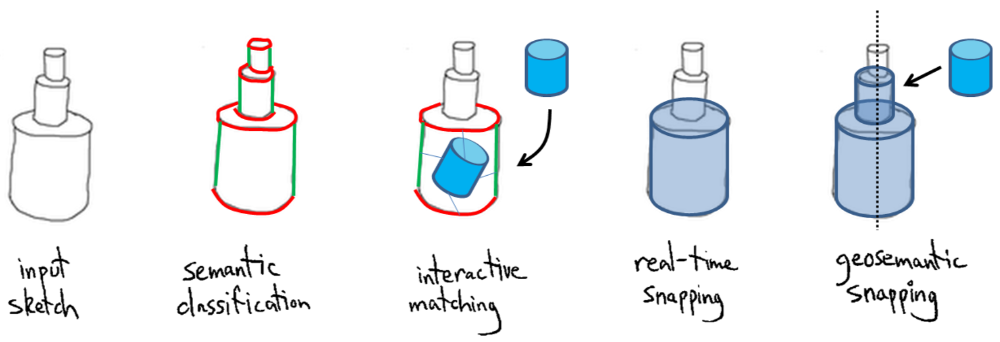 input
sketch
semantic
classification
interactive
matching
real-time
snapping
geosemantic
snapping